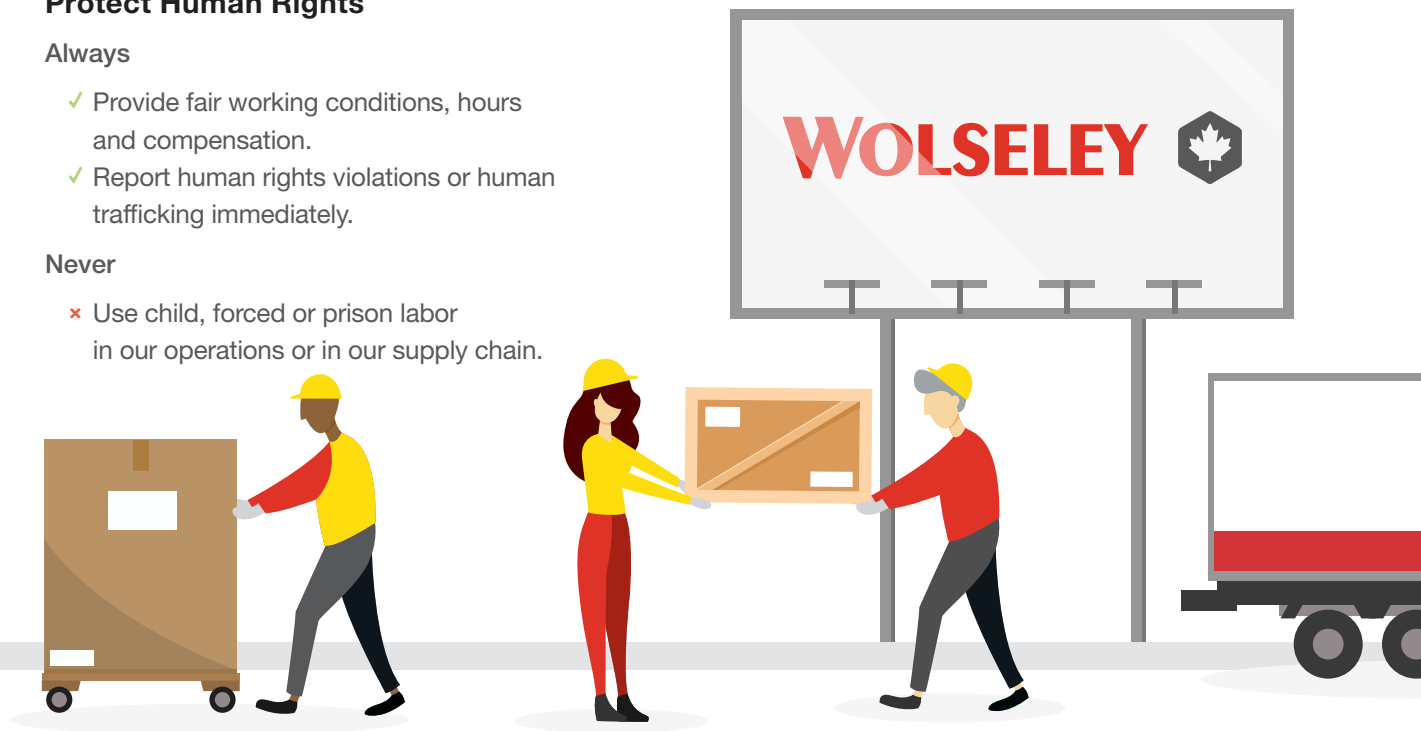 Protect Human Rights
Always
✓ Provide fair working conditions, hours
and compensation.
✓ Report human rights violations or human
trafficking immediately.
Never
× Use child, forced or prison labor
in our operations or in our supply chain.
WOLSELEY